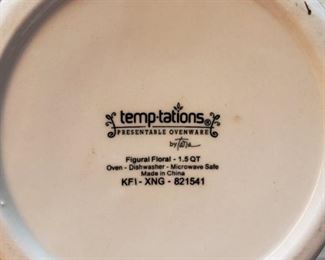 temp-tations®
PRESENTABLE OVENWARE
by Tara
Figural Floral - 1.5 QT
Oven - Dishwasher - Microwave Safe
Made in China
KFI - XNG - 821541